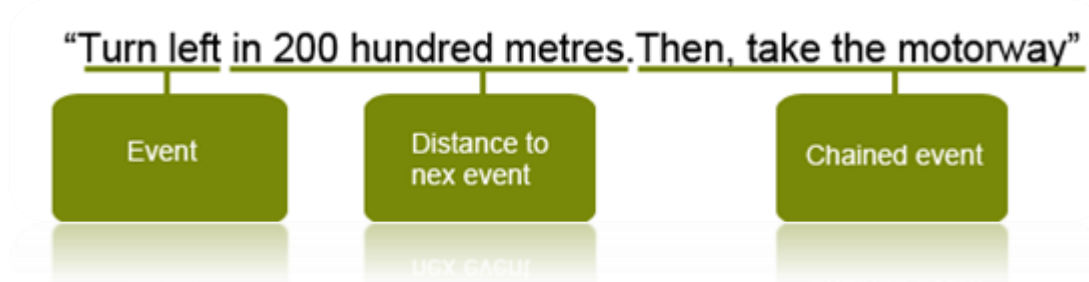 “Turn left in 200 hundred metres.Then, take the motorway”
Event
Distance to
nex event
Chained event